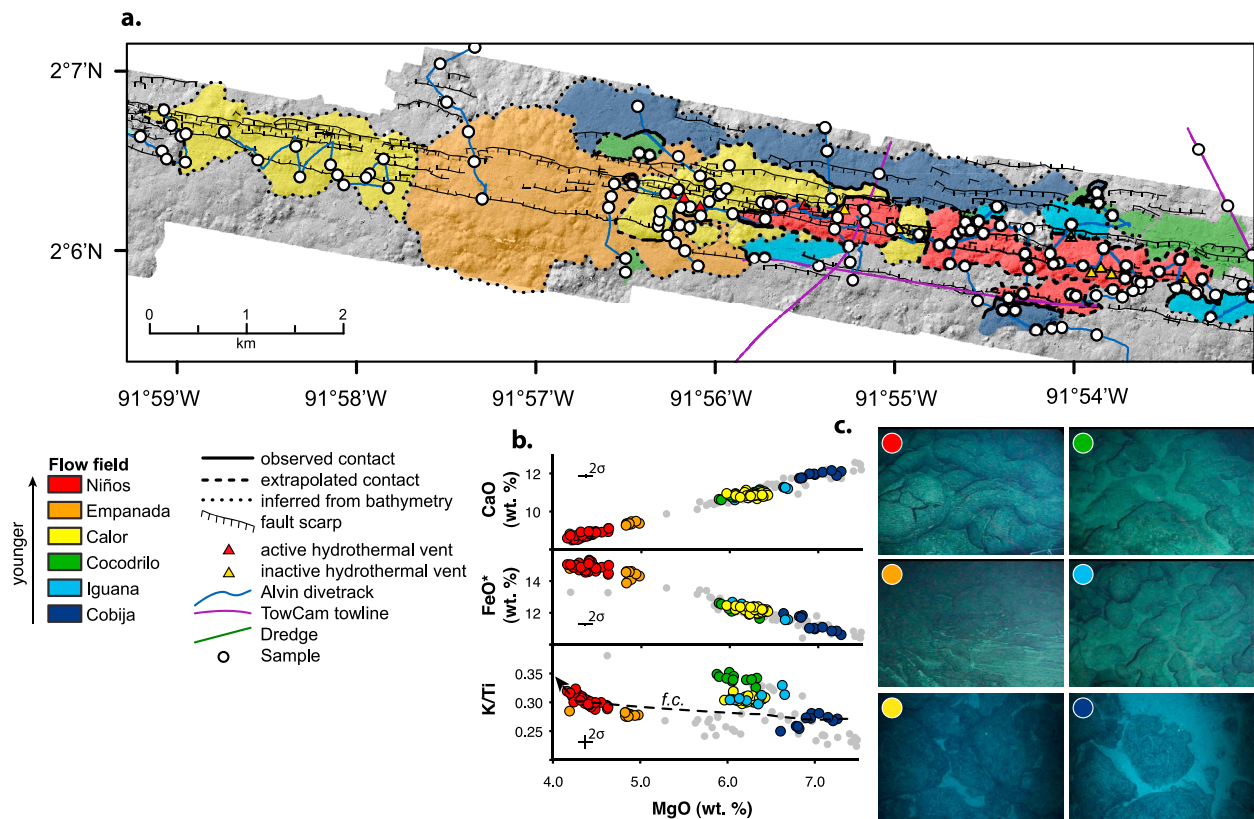 a.
2°7'N
2°6'N
0 1 2
km
91°59'W 91°58'W 91°57'W 91°56'W 91°55'W 91°54'W
Flow field
younger
Niños
Empanada
Calor
Cocodrilo
Iguana
Cobija
observed contact
extrapolated contact
inferred from bathymetry
fault scarp
active hydrothermal vent
inactive hydrothermal vent
Alvin divetrack
TowCam towline
Dredge
Sample
b.
CaO
(wt. %)
12
10
2σ
FeO*
(wt. %)
14
12
2σ
K/Ti
0.35
0.30
0.25
f.c.
2σ
4.0 5.0 6.0 7.0
MgO (wt. %)
c.